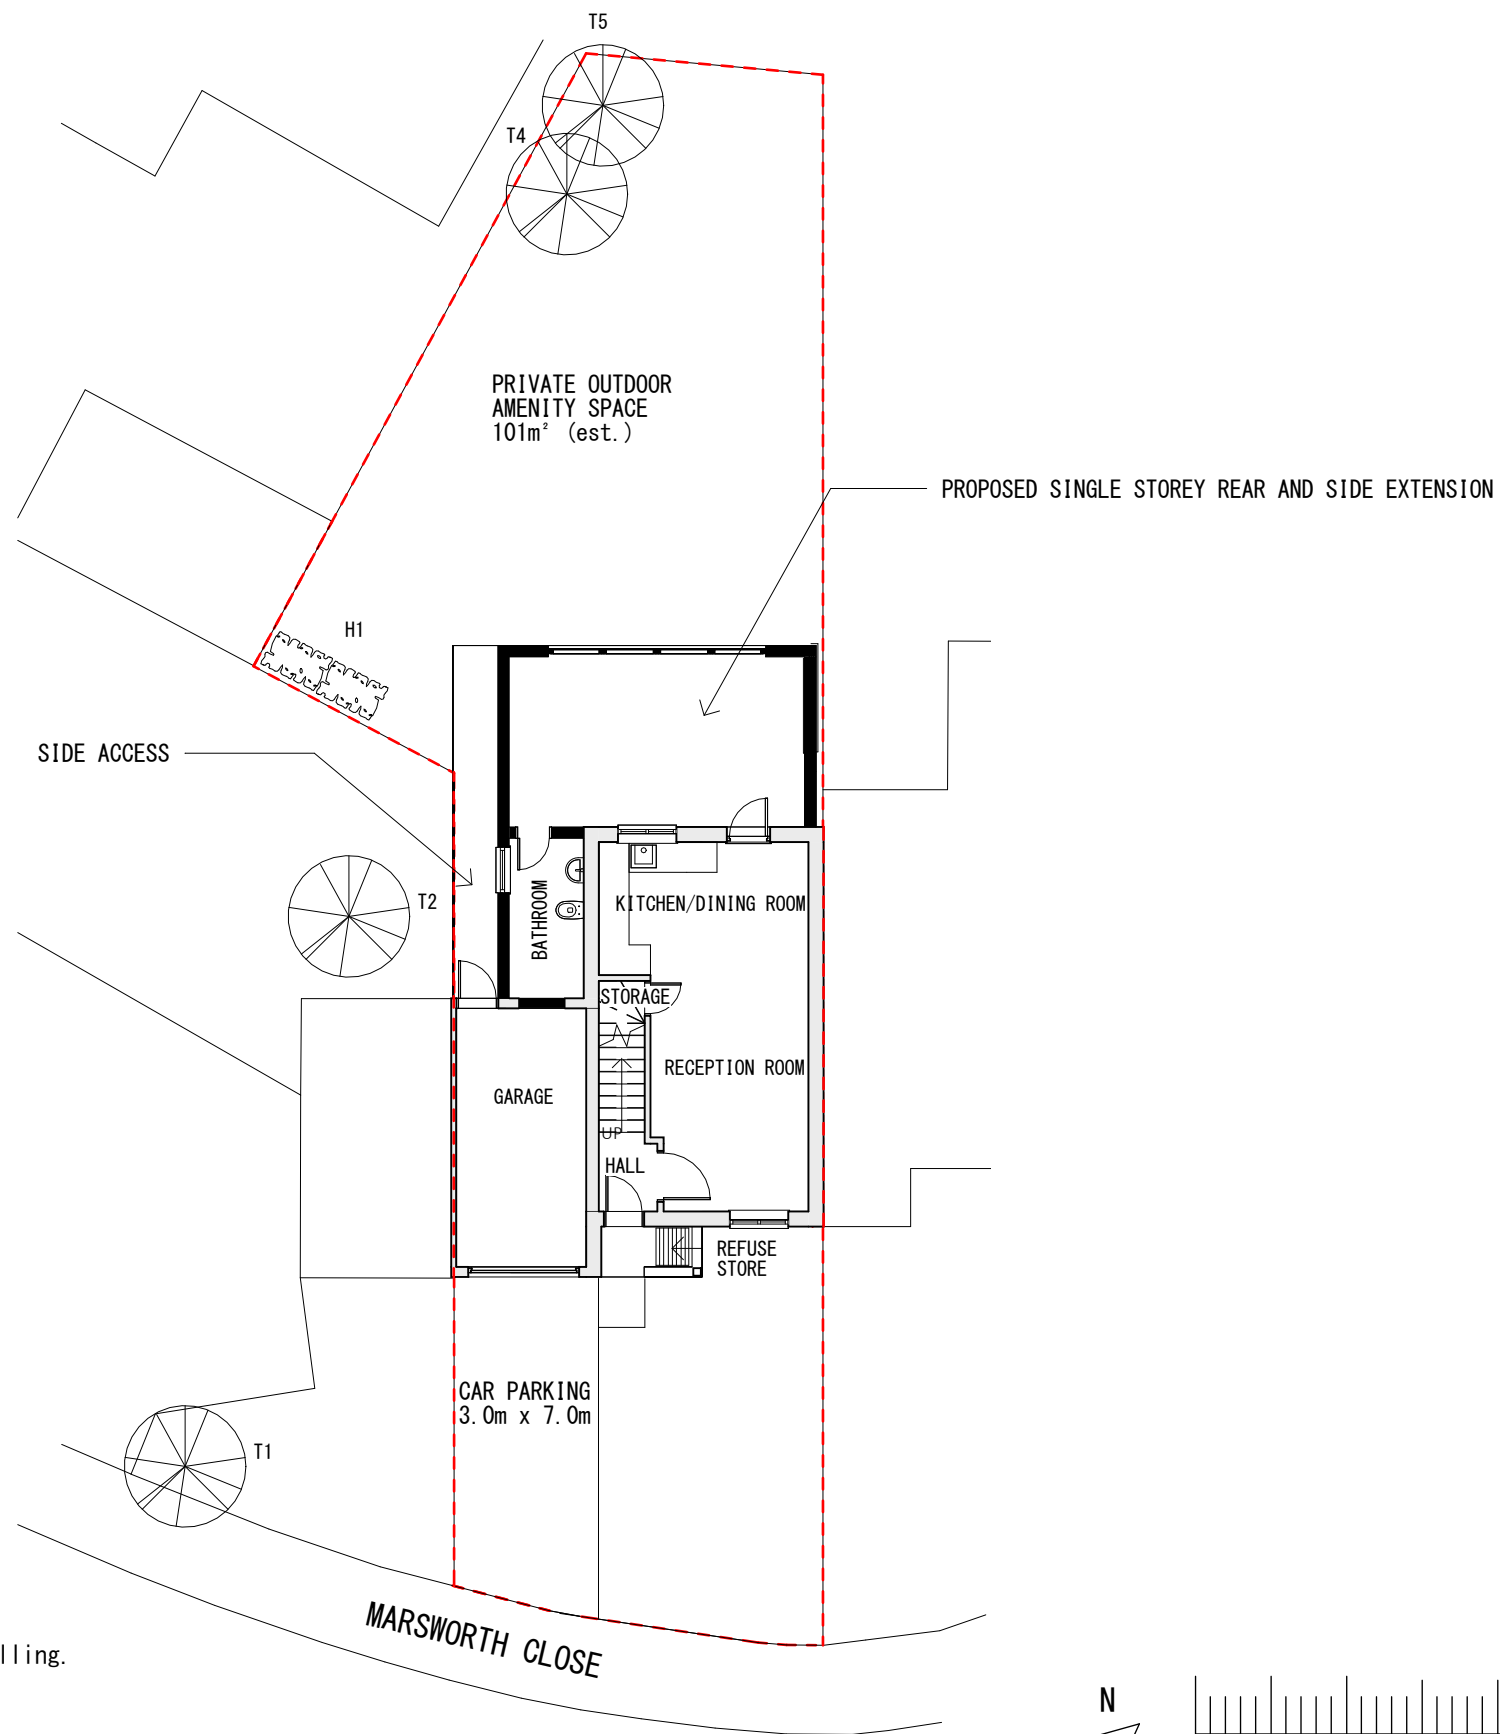 T5
T4
PRIVATE OUTDOOR
AMENITY SPACE
101m² (est.)
PROPOSED SINGLE STOREY REAR AND SIDE EXTENSION
H1
SIDE ACCESS
T2
BATHROOM
KITCHEN/DINING ROOM
STORAGE
RECEPTION ROOM
GARAGE
UP
HALL
REFUSE
STORE
CAR PARKING
3.0m x 7.0m
T1
MARSWORTH CLOSE
lling.
N